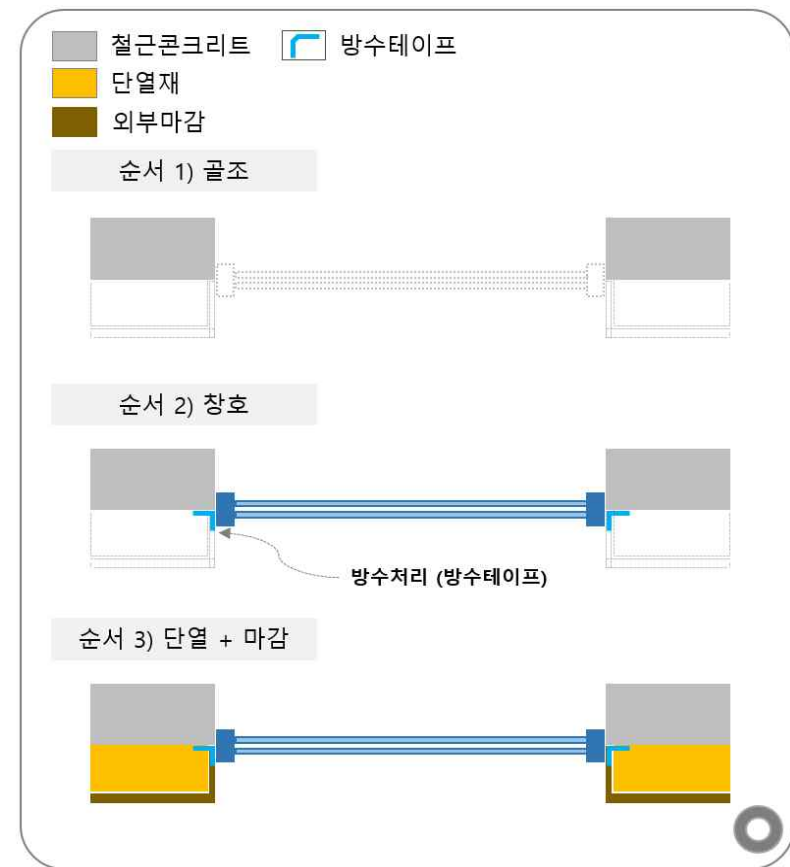 철근콘크리트 방수테이프
단열재
외부마감
순서 1) 골조
순서 2) 창호
방수처리 (방수테이프)
순서 3) 단열 + 마감